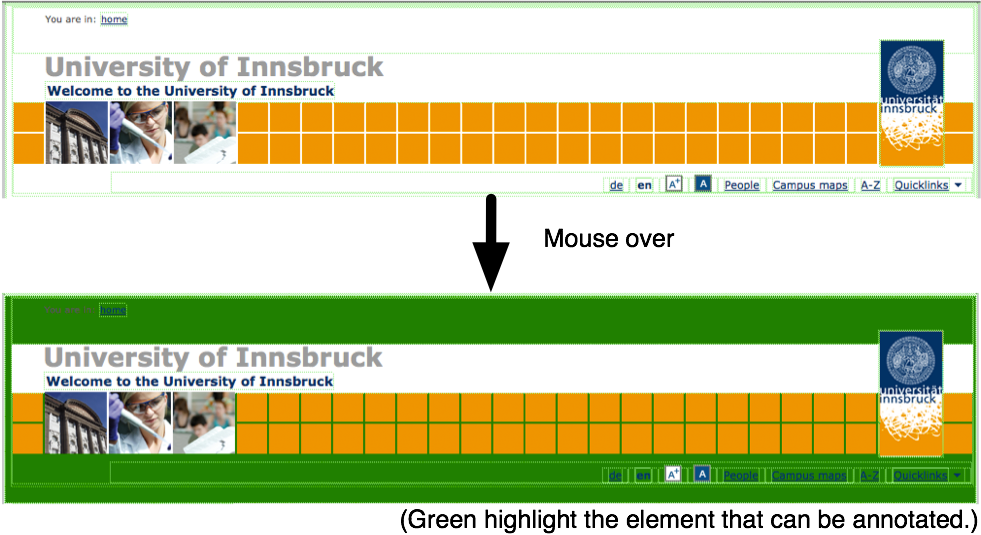 You are in: home
University of Innsbruck
Welcome to the University of Innsbruck
universität
innsbruck
de en A+ A People Campus maps A-Z Quicklinks
Mouse over
You are in: home
University of Innsbruck
Welcome to the University of Innsbruck
universität
innsbruck
de en A+ A People Campus maps A-Z Quicklinks
(Green highlight the element that can be annotated.)